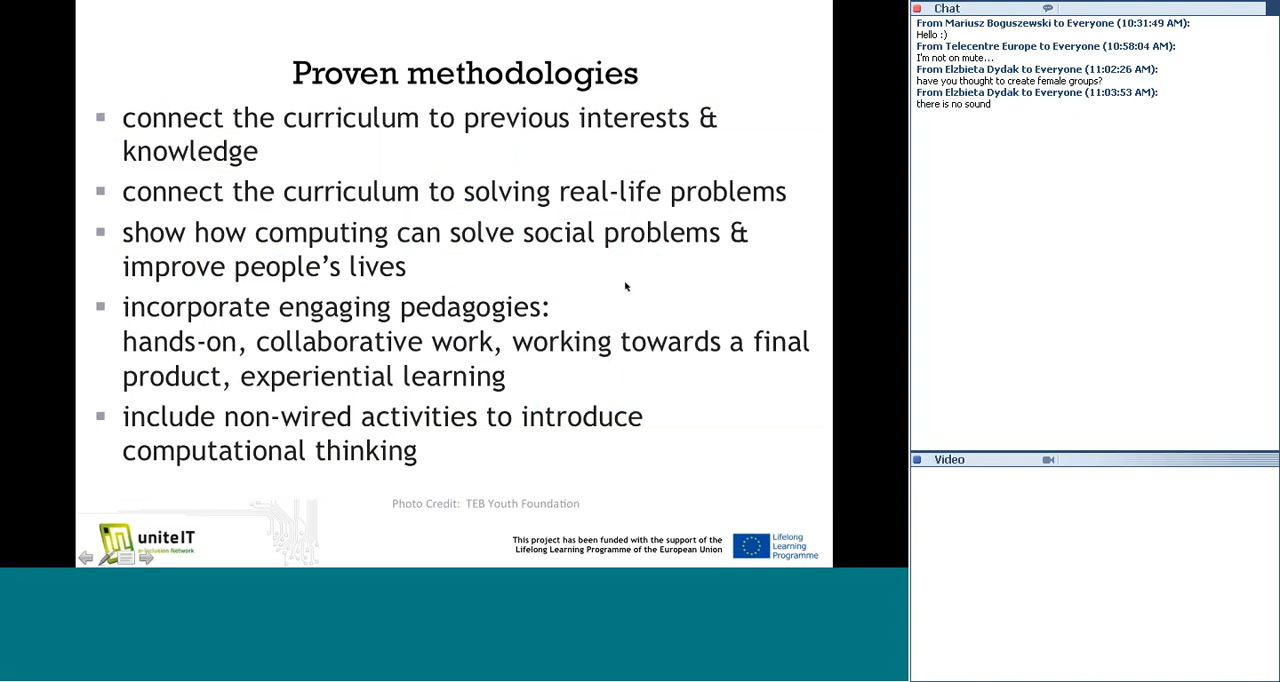 Proven methodologies
connect the curriculum to previous interests &
knowledge
connect the curriculum to solving real-life problems
show how computing can solve social problems &
improve people's lives
incorporate engaging pedagogies:
hands-on, collaborative work, working towards a final
product, experiential learning
include non-wired activities to introduce
computational thinking
Photo Credit: TEB Youth Foundation
uniteIT
e-Inclusion Network
This project has been funded with the support of the
Lifelong Learning Programme of the European Union
Lifelong
Learning
Programme
Chat
From Mariusz Boguszewski to Everyone (10:31:49 AM):
Hello :)
From Telecentre Europe to Everyone (10:58:04 AM):
I'm not on mute...
From Elzbieta Dydak to Everyone (11:02:26 AM):
have you thought to create female groups?
From Elzbieta Dydak to Everyone (11:03:53 AM):
there is no sound
Video